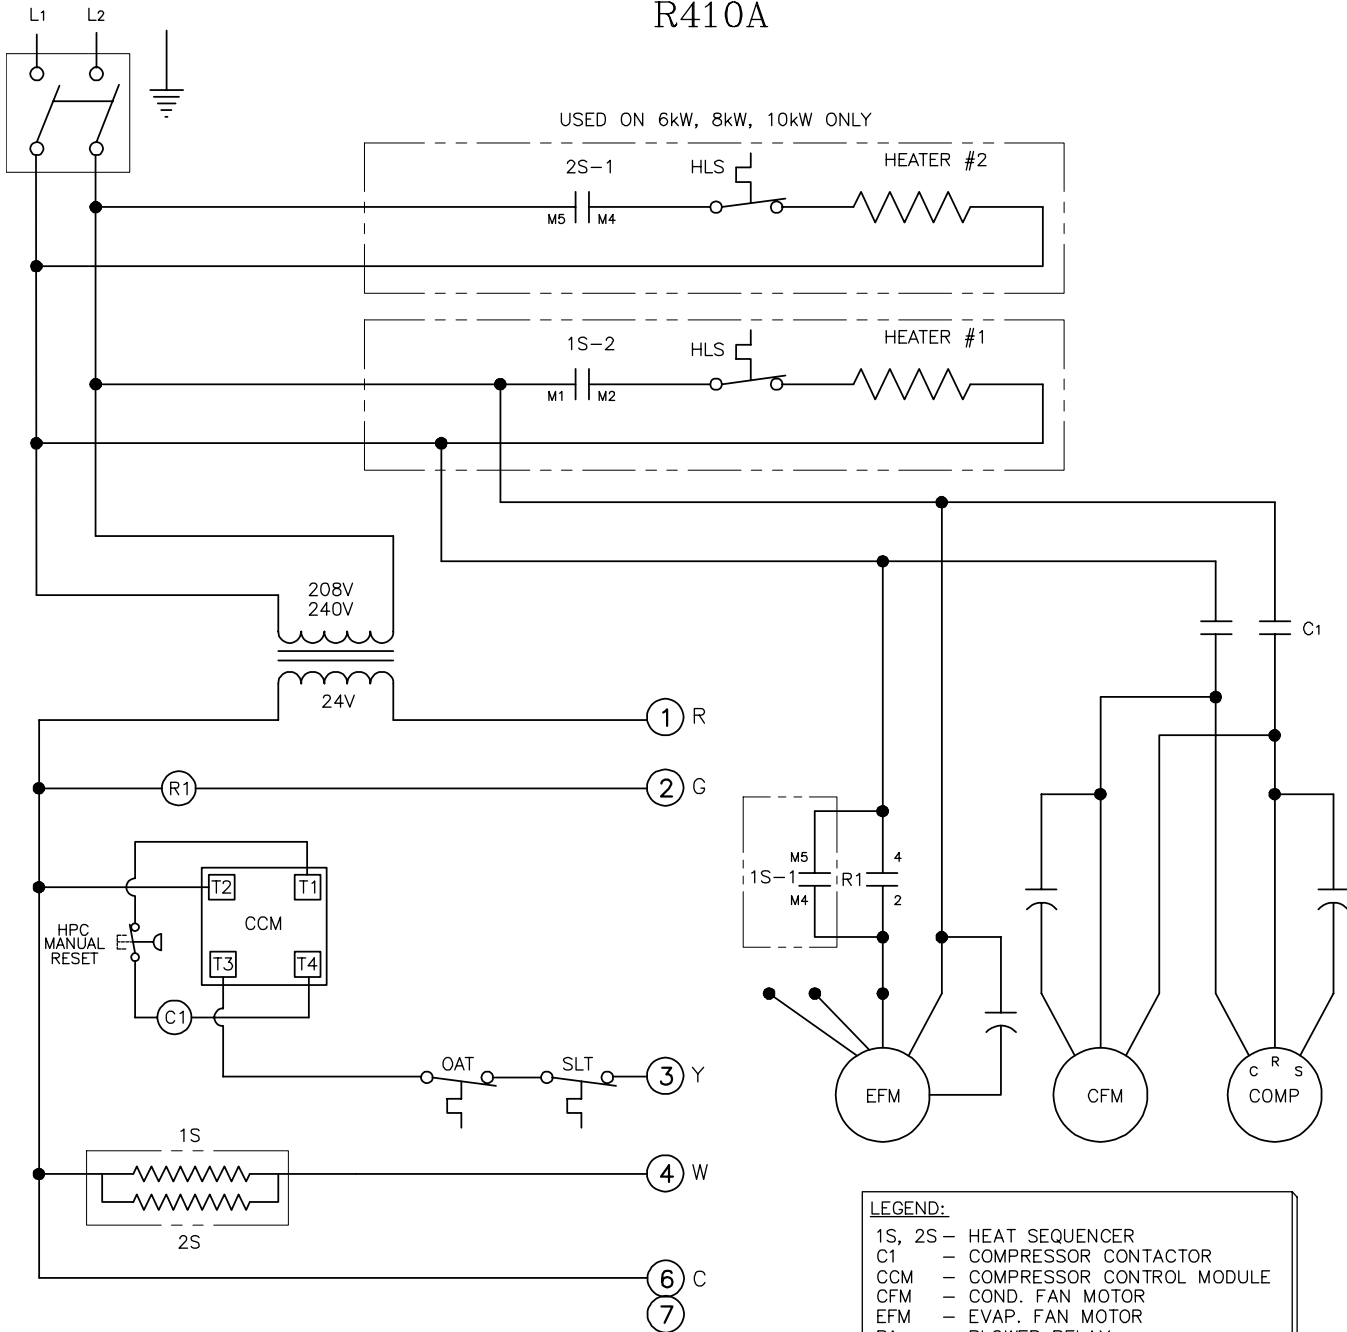 R410A
L1 L2
USED ON 6kW, 8kW, 10kW ONLY
2S-1 HLS HEATER #2
M5 M4
1S-2 HLS HEATER #1
M1 M2
208V
240V
24V
C1
1 R
R1 2 G
T2 T1
CCM
T3 T4
HPC
MANUAL
RESET
C1
M5 4
1S-1 R1
M4 2
OAT SLT 3 Y
EFM CFM C R S COMP
1S
4 W
2S
6 C
7
LEGEND:
1S, 2S - HEAT SEQUENCER
C1 - COMPRESSOR CONTACTOR
CCM - COMPRESSOR CONTROL MODULE
CFM - COND. FAN MOTOR
EFM - EVAP. FAN MOTOR
R1 - BLOWER RELAY